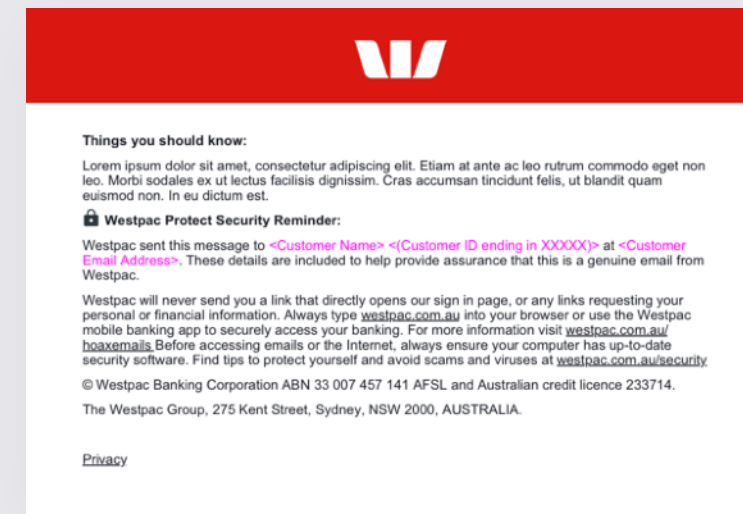 Things you should know:
Lorem ipsum dolor sit amet, consectetur adipiscing elit. Etiam at ante ac leo rutrum commodo eget non
leo. Morbi sodales ex ut lectus facilisis dignissim. Cras accumsan tincidunt felis, ut blandit quam
euismod non. In eu dictum est.
Westpac Protect Security Reminder:
Westpac sent this message to <Customer Name> <(Customer ID ending in XXXXX)> at <Customer
Email Address>. These details are included to help provide assurance that this is a genuine email from
Westpac.
Westpac will never send you a link that directly opens our sign in page, or any links requesting your
personal or financial information. Always type westpac.com.au into your browser or use the Westpac
mobile banking app to securely access your banking. For more information visit westpac.com.au/
hoaxemails Before accessing emails or the Internet, always ensure your computer has up-to-date
security software. Find tips to protect yourself and avoid scams and viruses at westpac.com.au/security
© Westpac Banking Corporation ABN 33 007 457 141 AFSL and Australian credit licence 233714.
The Westpac Group, 275 Kent Street, Sydney, NSW 2000, AUSTRALIA.
Privacy